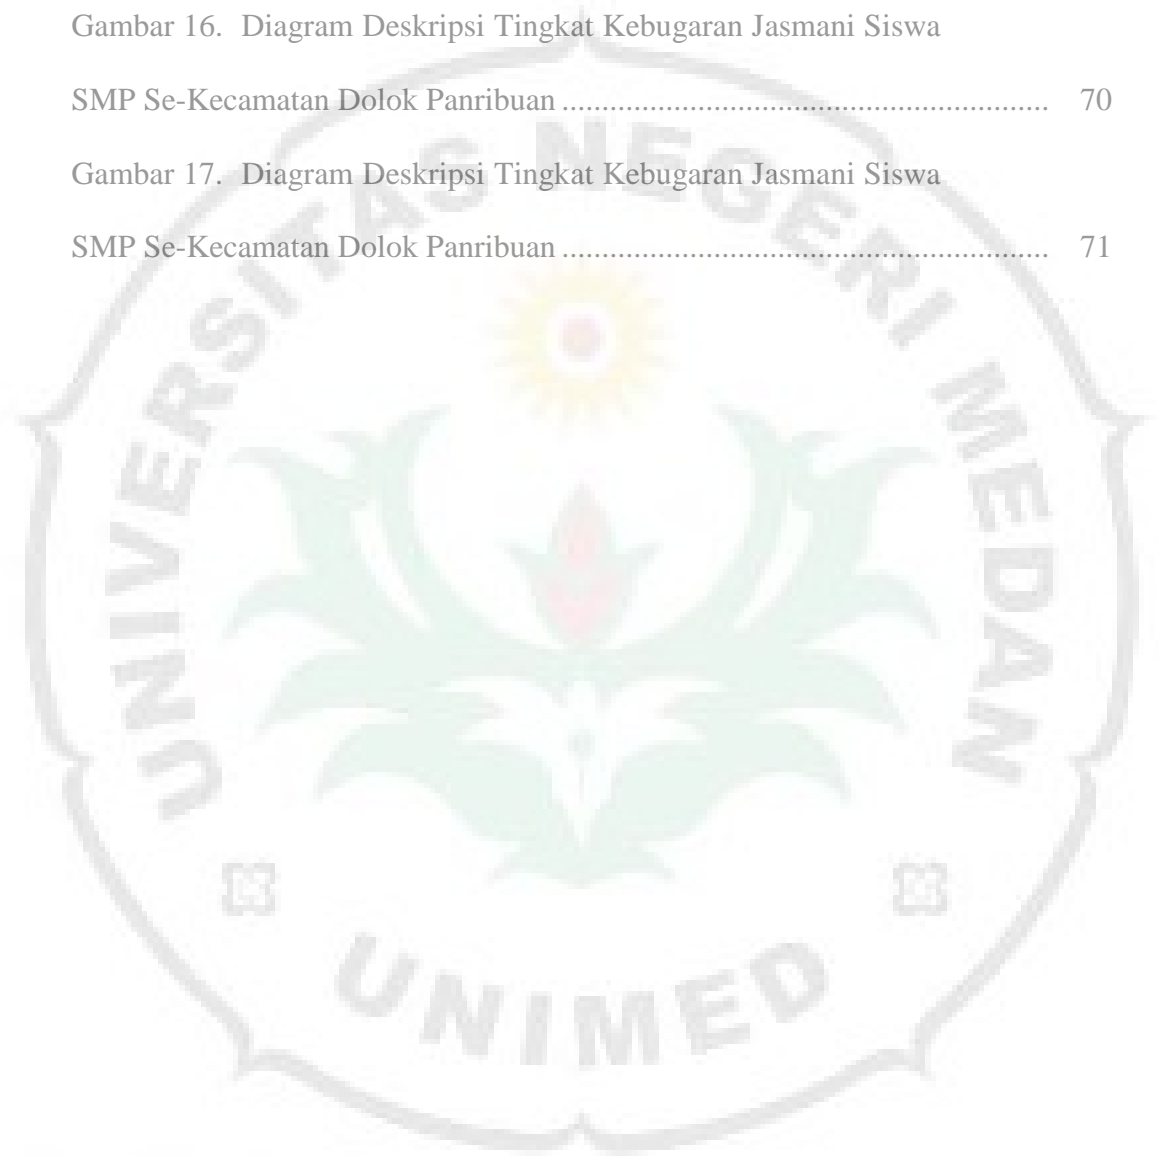 Gambar 16. Diagram Deskripsi Tingkat Kebugaran Jasmani Siswa
SMP Se-Kecamatan Dolok Panribuan ........................................................ 70
Gambar 17. Diagram Deskripsi Tingkat Kebugaran Jasmani Siswa
SMP Se-Kecamatan Dolok Panribuan ........................................................ 71
UNIVERSITAS NEGERI MEDAN
UNIMED